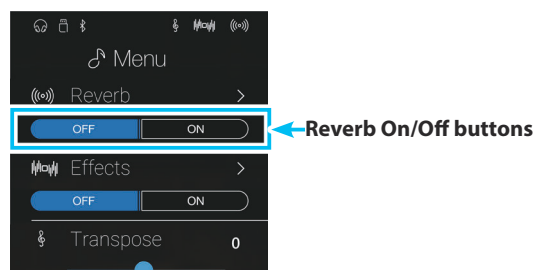 Menu
Reverb >
OFF ON
Reverb On/Off buttons
Effects >
OFF ON
Transpose 0